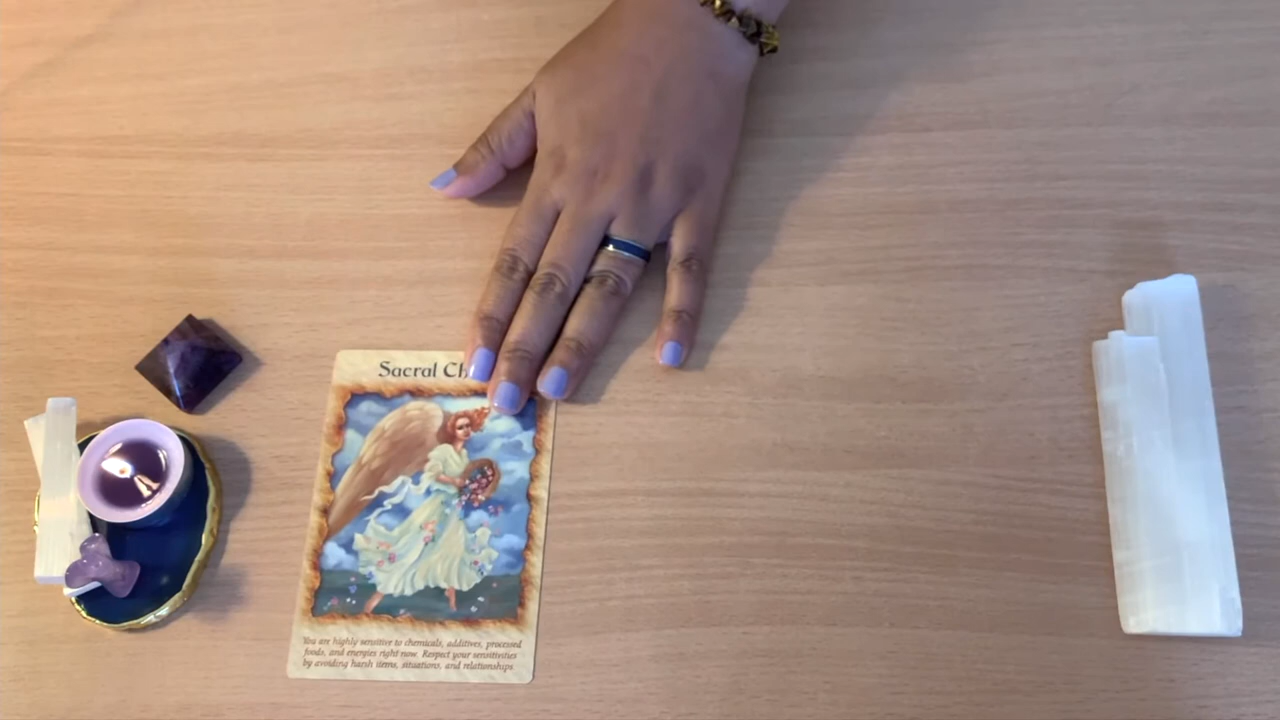 Sacral Ch
You are highly sensitive to chemicals, additives, processed
foods, and energies right now. Respect your sensitivities
by avoiding harsh items, situations, and relationships.